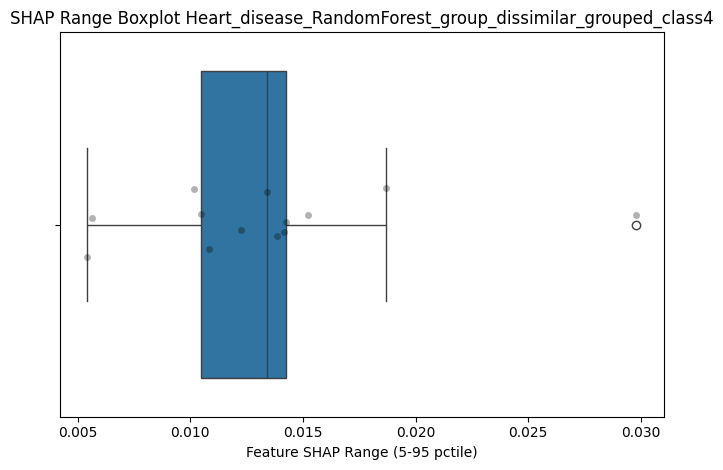 SHAP Range Boxplot Heart_disease_RandomForest_group_dissimilar_grouped_class4
0.005 0.010 0.015 0.020 0.025 0.030
Feature SHAP Range (5-95 pctile)